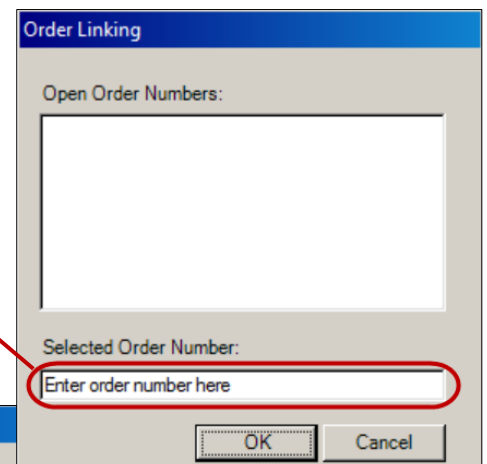 Order Linking
Open Order Numbers:
Selected Order Number:
Enter order number here
OK Cancel